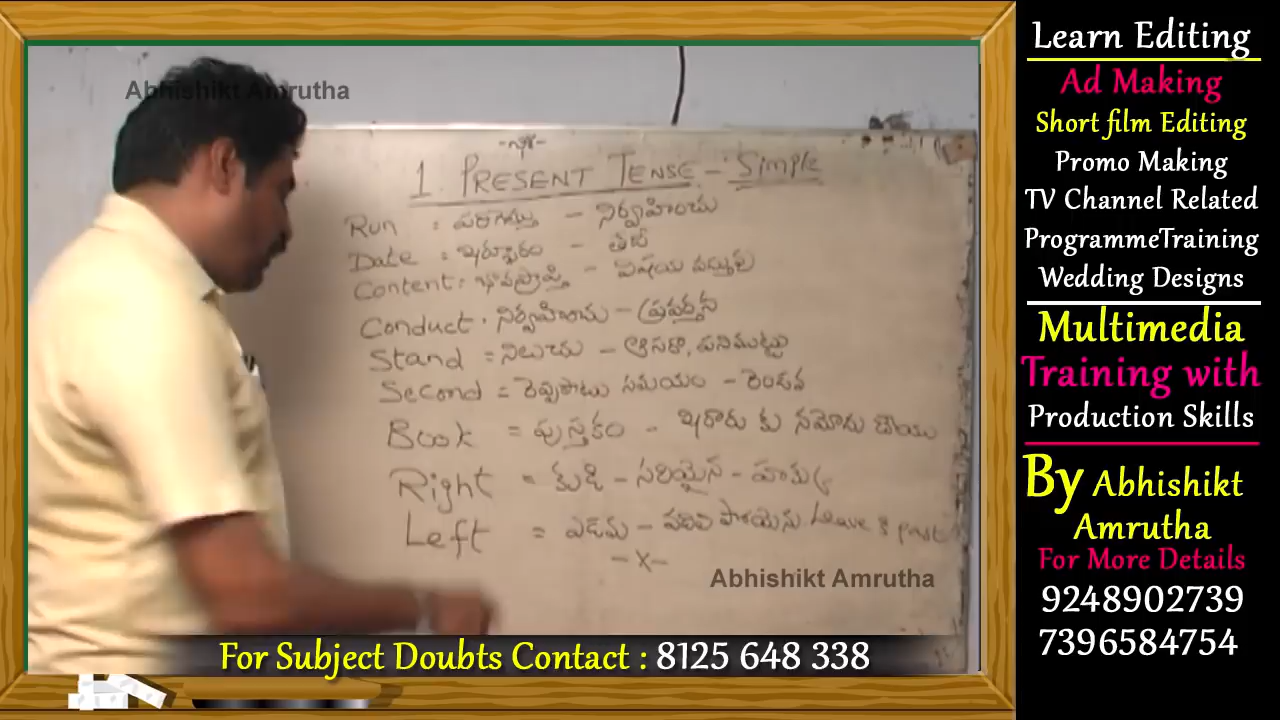 Abhishikt Amrutha
-శ్రీ-
1. PRESENT TENSE - Simple
Run : పరుగెత్తు - నిర్వహించు
Date = ఖర్జూరం - తేదీ
Content: - విషయ
Conduct . నిర్వహించు - ప్రవర్తన
Stand = నిలుచు - ఆసరా, పనిముట్టు
Second = రెప్పపాటు సమయం - రెండవ
Book = పుస్తకం - కు నమోదు
Right = కుడి - సరియైన - హక్కు
Left = ఎడమ - Leave
-x-
Abhishikt Amrutha
For Subject Doubts Contact : 8125 648 338
Learn Editing
Ad Making
Short film Editing
Promo Making
TV Channel Related
ProgrammeTraining
Wedding Designs
Multimedia
Training with
Production Skills
By Abhishikt
Amrutha
For More Details
9248902739
7396584754